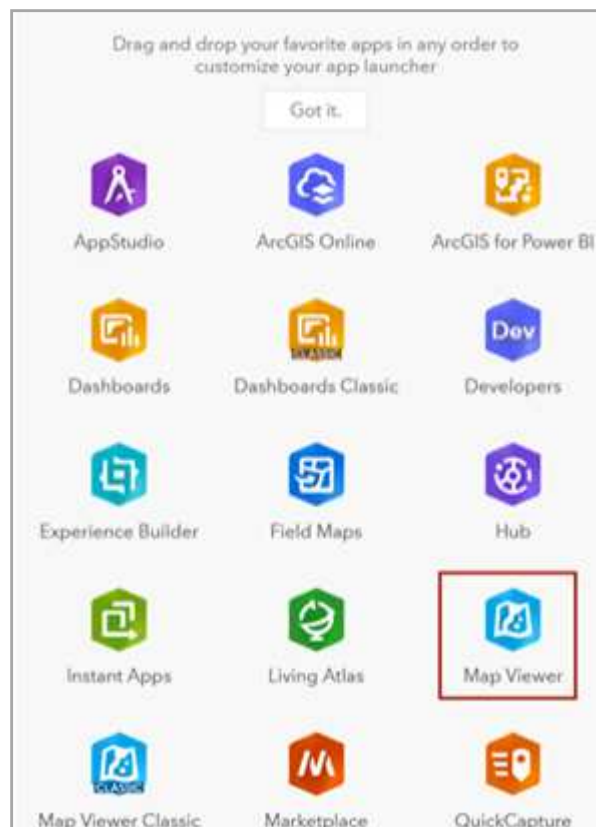 Drag and drop your favorite apps in any order to
customize your app launcher
Got it.
AppStudio ArcGIS Online ArcGIS for Power BI
Dev
CLASSIC
Dashboards Dashboards Classic Developers
Experience Builder Field Maps Hub
Instant Apps Living Atlas Map Viewer
CLASSIC
Map Viewer Classic Marketplace QuickCapture